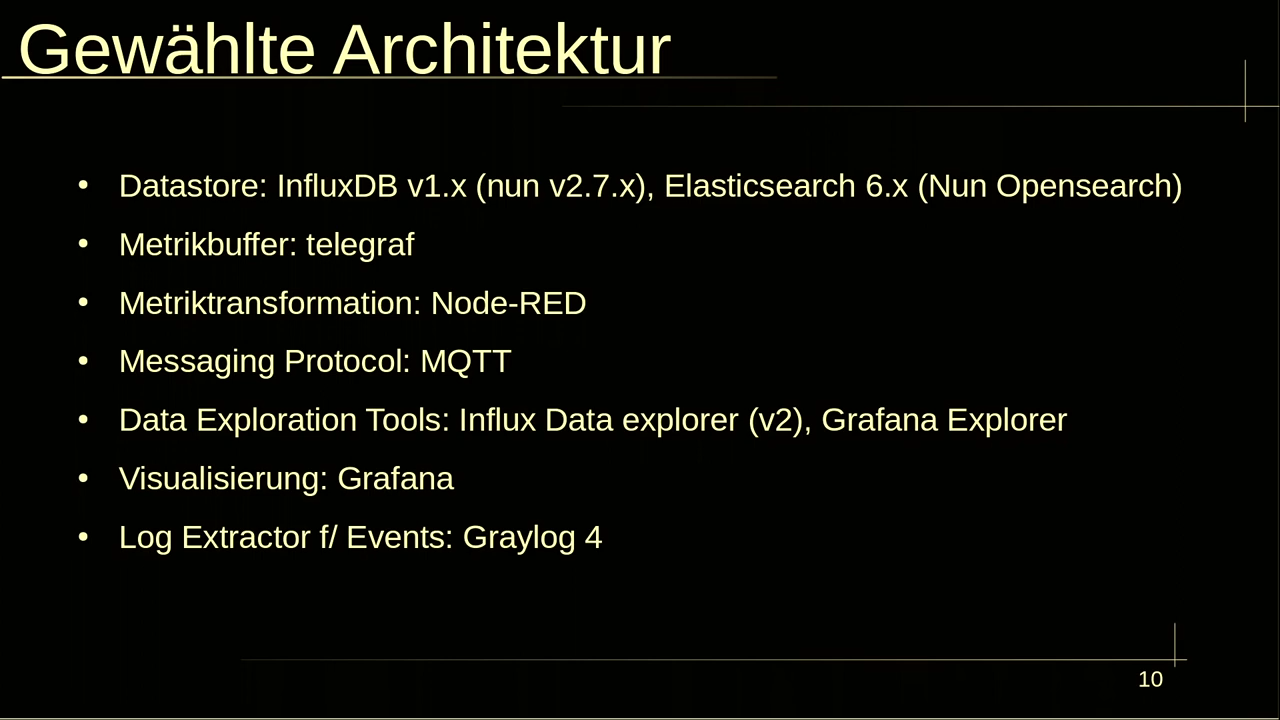 Gewählte Architektur
• Datastore: InfluxDB v1.x (nun v2.7.x), Elasticsearch 6.x (Nun Opensearch)
• Metrikbuffer: telegraf
• Metriktransformation: Node-RED
• Messaging Protocol: MQTT
• Data Exploration Tools: Influx Data explorer (v2), Grafana Explorer
• Visualisierung: Grafana
• Log Extractor f/ Events: Graylog 4
10